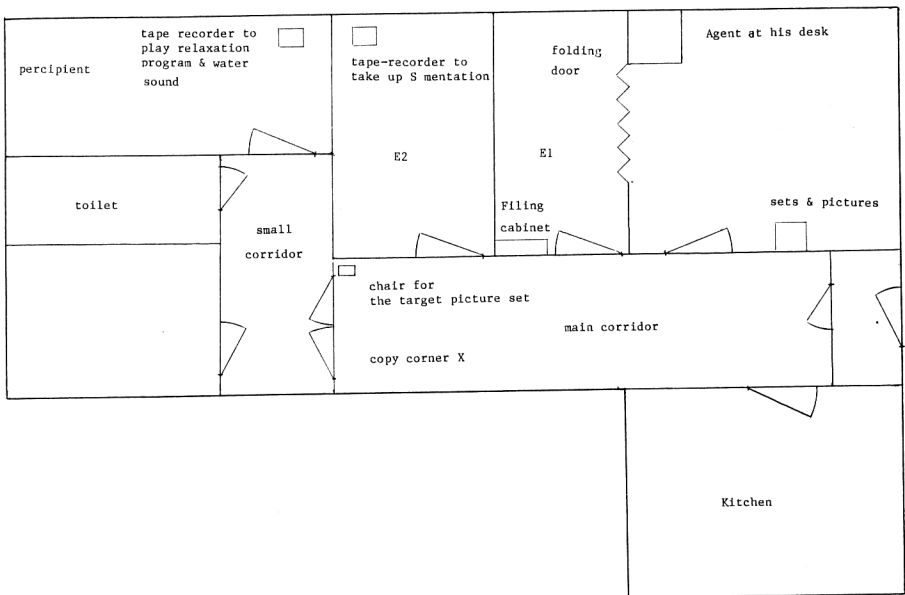 percipient
tape recorder to
play relaxation
program & water
sound
tape-recorder to
take up S mentation
folding
door
Agent at his desk
E2
E1
toilet
small
corridor
Filing
cabinet
sets & pictures
chair for
the target picture set
main corridor
copy corner X
Kitchen